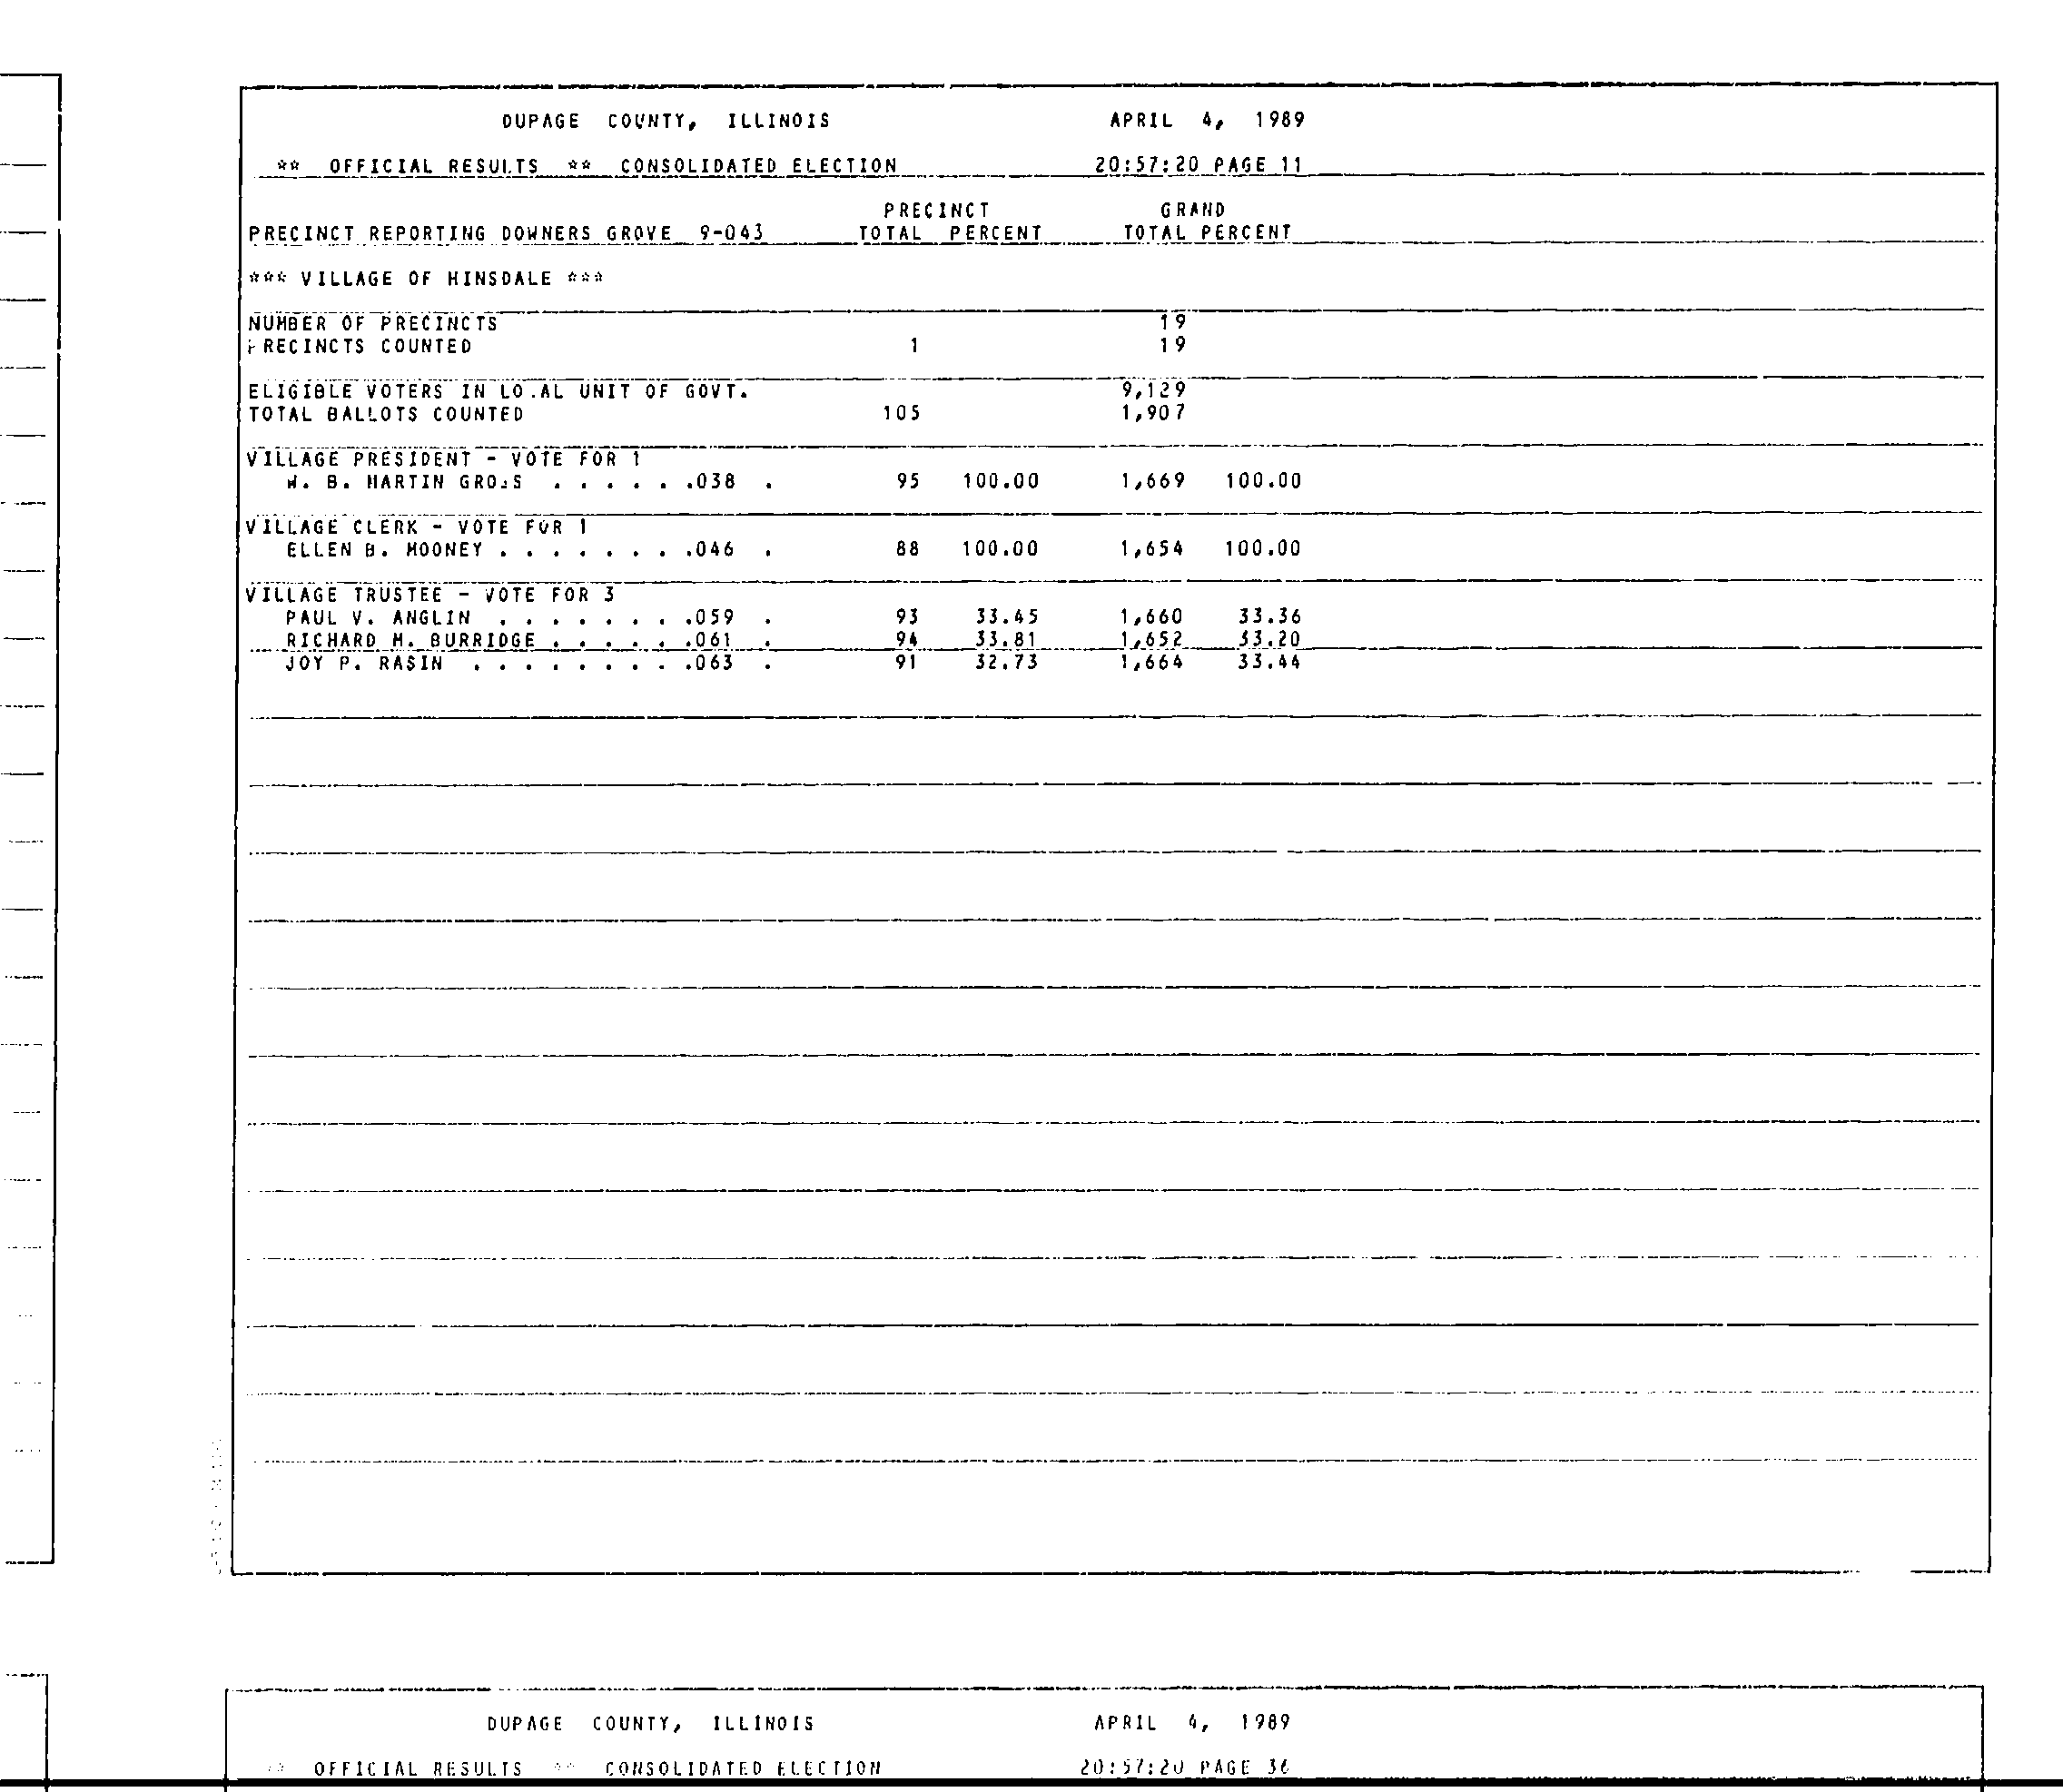 DUPAGE COUNTY, ILLINOIS APRIL 4, 1989
** OFFICIAL RESULTS ** CONSOLIDATED ELECTION 20:57:20 PAGE 11
PRECINCT GRAND
PRECINCT REPORTING DOWNERS GROVE 9-043 TOTAL PERCENT TOTAL PERCENT
*** VILLAGE OF HINSDALE ***
NUMBER OF PRECINCTS 19
PRECINCTS COUNTED 1 19
ELIGIBLE VOTERS IN LO.AL UNIT OF GOVT. 9,129
TOTAL BALLOTS COUNTED 105 1,907
VILLAGE PRESIDENT - VOTE FOR 1
W. B. MARTIN GROSS . . . . . .038 . 95 100.00 1,669 100.00
VILLAGE CLERK - VOTE FOR 1
ELLEN B. MOONEY . . . . . . . .046 . 88 100.00 1,654 100.00
VILLAGE TRUSTEE - VOTE FOR 3
PAUL V. ANGLIN . . . . . . . .059 . 93 33.45 1,660 33.36
RICHARD M. BURRIDGE . . . . . .061 . 94 33.81 1,652 33.20
JOY P. RASIN . . . . . . . . .063 . 91 32.73 1,664 33.44
DUPAGE COUNTY, ILLINOIS APRIL 4, 1989
** OFFICIAL RESULTS ** CONSOLIDATED ELECTION 20:57:20 PAGE 36